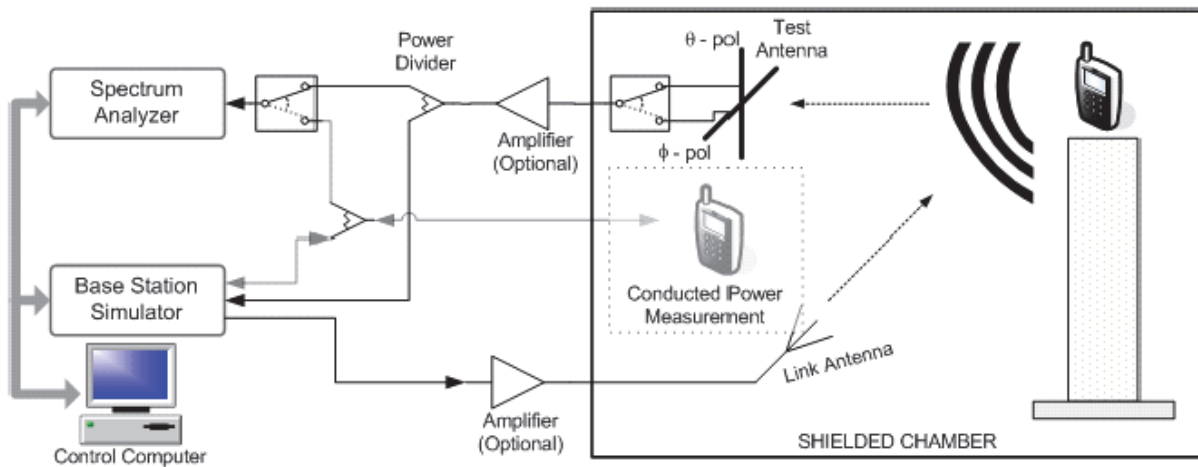 Spectrum
Analyzer
Power
Divider
Amplifier
(Optional)
θ - pol
Test
Antenna
ϕ - pol
Conducted lPower
Measurement
Base Station
Simulator
Link Antenna
Amplifier
(Optional)
Control Computer
SHIELDED CHAMBER